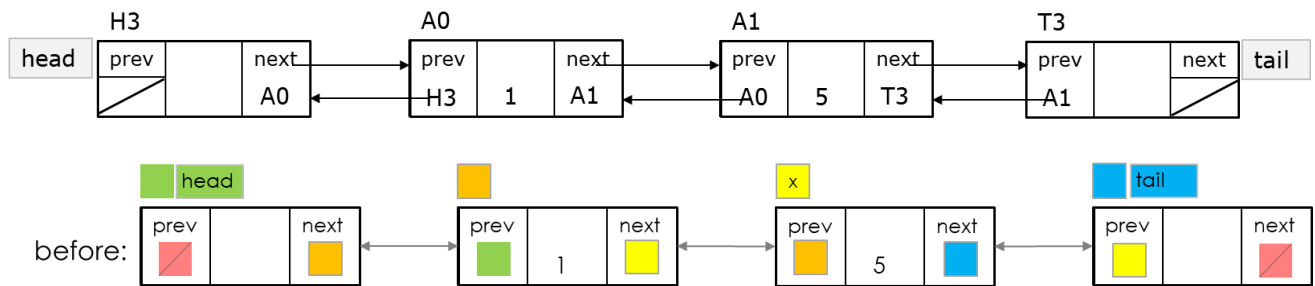 H3 A0 A1 T3
head prev next prev next prev next prev next tail
A0 H3 1 A1 A0 5 T3 A1
head x tail
prev next prev next prev next prev next
before: 1 5